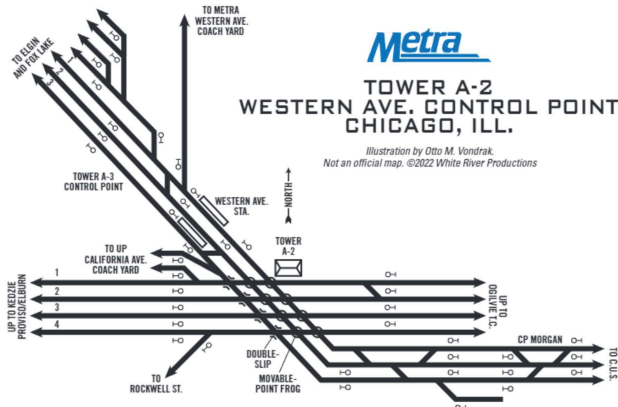 TO METRA
WESTERN AVE.
COACH YARD
TO ELGIN
AND FOX LAKE
3 2 1
Metra
TOWER A-2
WESTERN AVE. CONTROL POINT
CHICAGO, ILL.
Illustration by Otto M. Vondrak.
Not an official map. ©2022 White River Productions
TOWER A-3
CONTROL POINT
WESTERN AVE.
STA.
NORTH
TOWER
A-2
TO UP
CALIFORNIA AVE.
COACH YARD
UP TO KEDZIE
PROVISO/ELBURN
1
2
3
4
UP TO
OGILVIE T.C.
DOUBLE-
SLIP
MOVABLE-
POINT FROG
TO
ROCKWELL ST.
CP MORGAN
TO C.U.S.